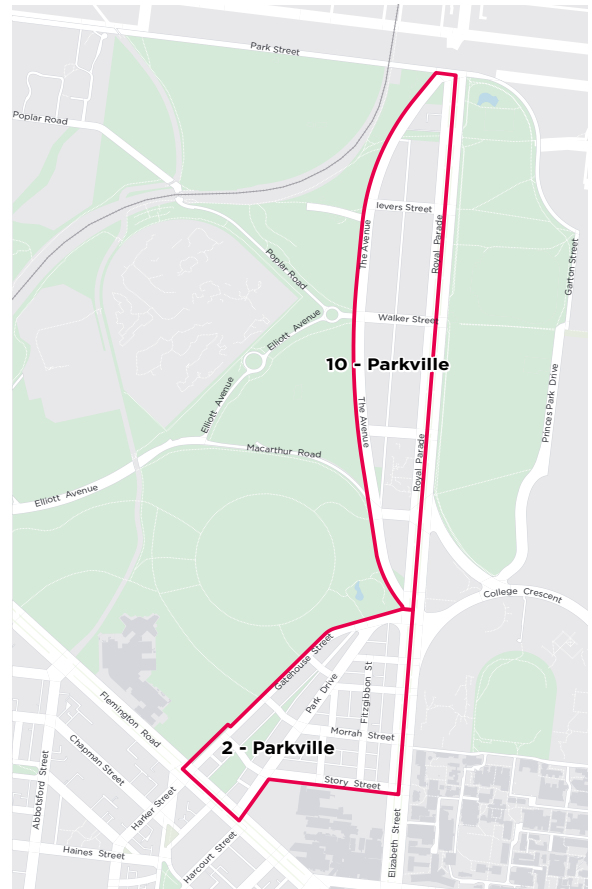 Park Street
Poplar Road
Ievers Street
The Avenue
Royal Parade
Garton Street
Poplar Road
Walker Street
Elliott Avenue
10 - Parkville
Elliott Avenue
The Avenue
Princes Park Drive
Macarthur Road
Royal Parade
Elliott Avenue
College Crescent
Gatehouse Street
Park Drive
Fitzgibbon St
Flemington Road
Morrah Street
2 - Parkville
Chapman Street
Story Street
Abbotsford Street
Harker Street
Elizabeth Street
Haines Street
Harcourt Street